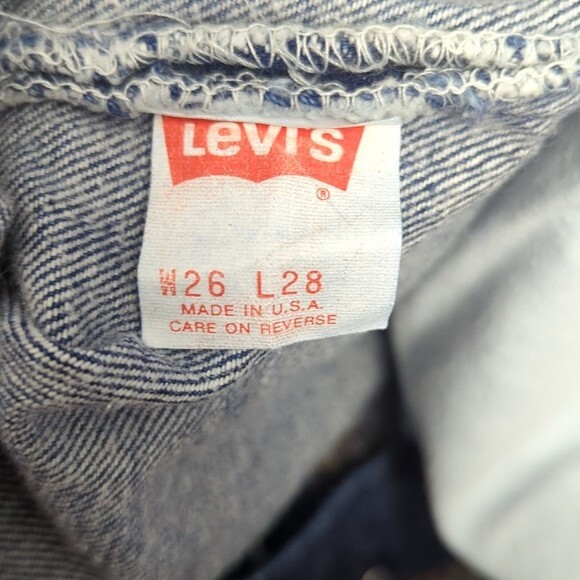 Levi's
®
W26 L28
MADE IN U.S.A.
CARE ON REVERSE